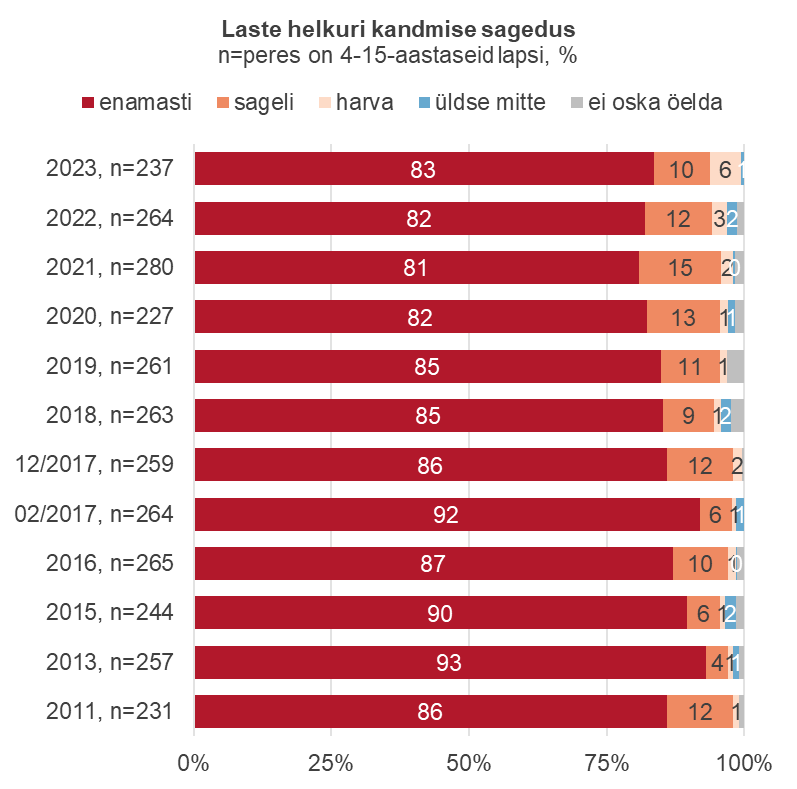 Laste helkuri kandmise sagedus
n=peres on 4-15-aastaseid lapsi, %
enamasti sageli harva üldse mitte ei oska öelda
2023, n=237 83 10 6 1
2022, n=264 82 12 3 2
2021, n=280 81 15 2 0
2020, n=227 82 13 1 1
2019, n=261 85 11 1
2018, n=263 85 9 1 2
12/2017, n=259 86 12 2
02/2017, n=264 92 6 1 1
2016, n=265 87 10 1 0
2015, n=244 90 6 1 2
2013, n=257 93 4 1 1
2011, n=231 86 12 1
0% 25% 50% 75% 100%